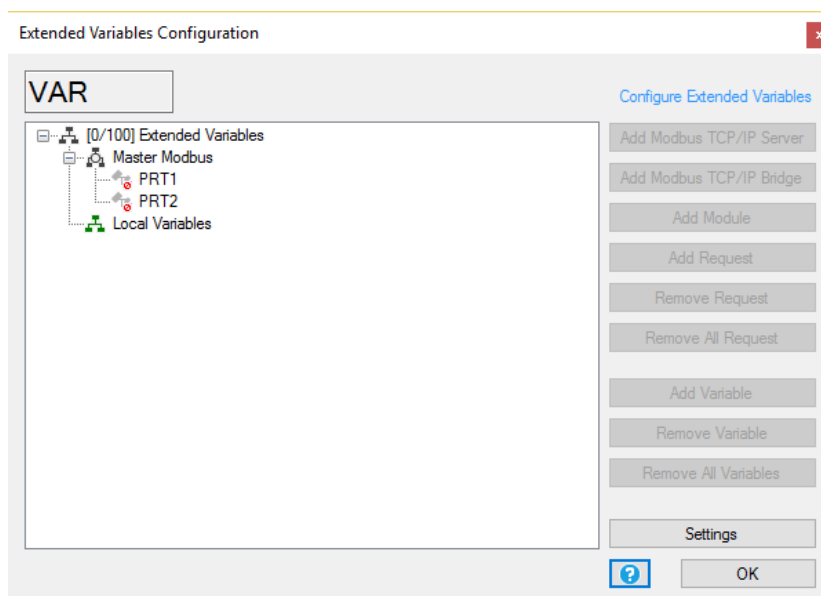 Extended Variables Configuration
x
VAR
Configure Extended Variables
[0/100] Extended Variables
Master Modbus
PRT1
PRT2
Local Variables
Add Modbus TCP/IP Server
Add Modbus TCP/IP Bridge
Add Module
Add Request
Remove Request
Remove All Request
Add Variable
Remove Variable
Remove All Variables
Settings
?
OK